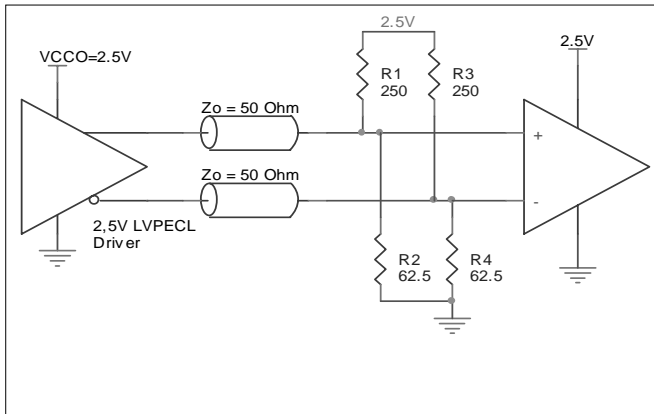 2.5V
VCCO=2.5V
2.5V
R1
250
R3
250
Zo = 50 Ohm
+
Zo = 50 Ohm
-
2,5V LVPECL
Driver
R2
62.5
R4
62.5